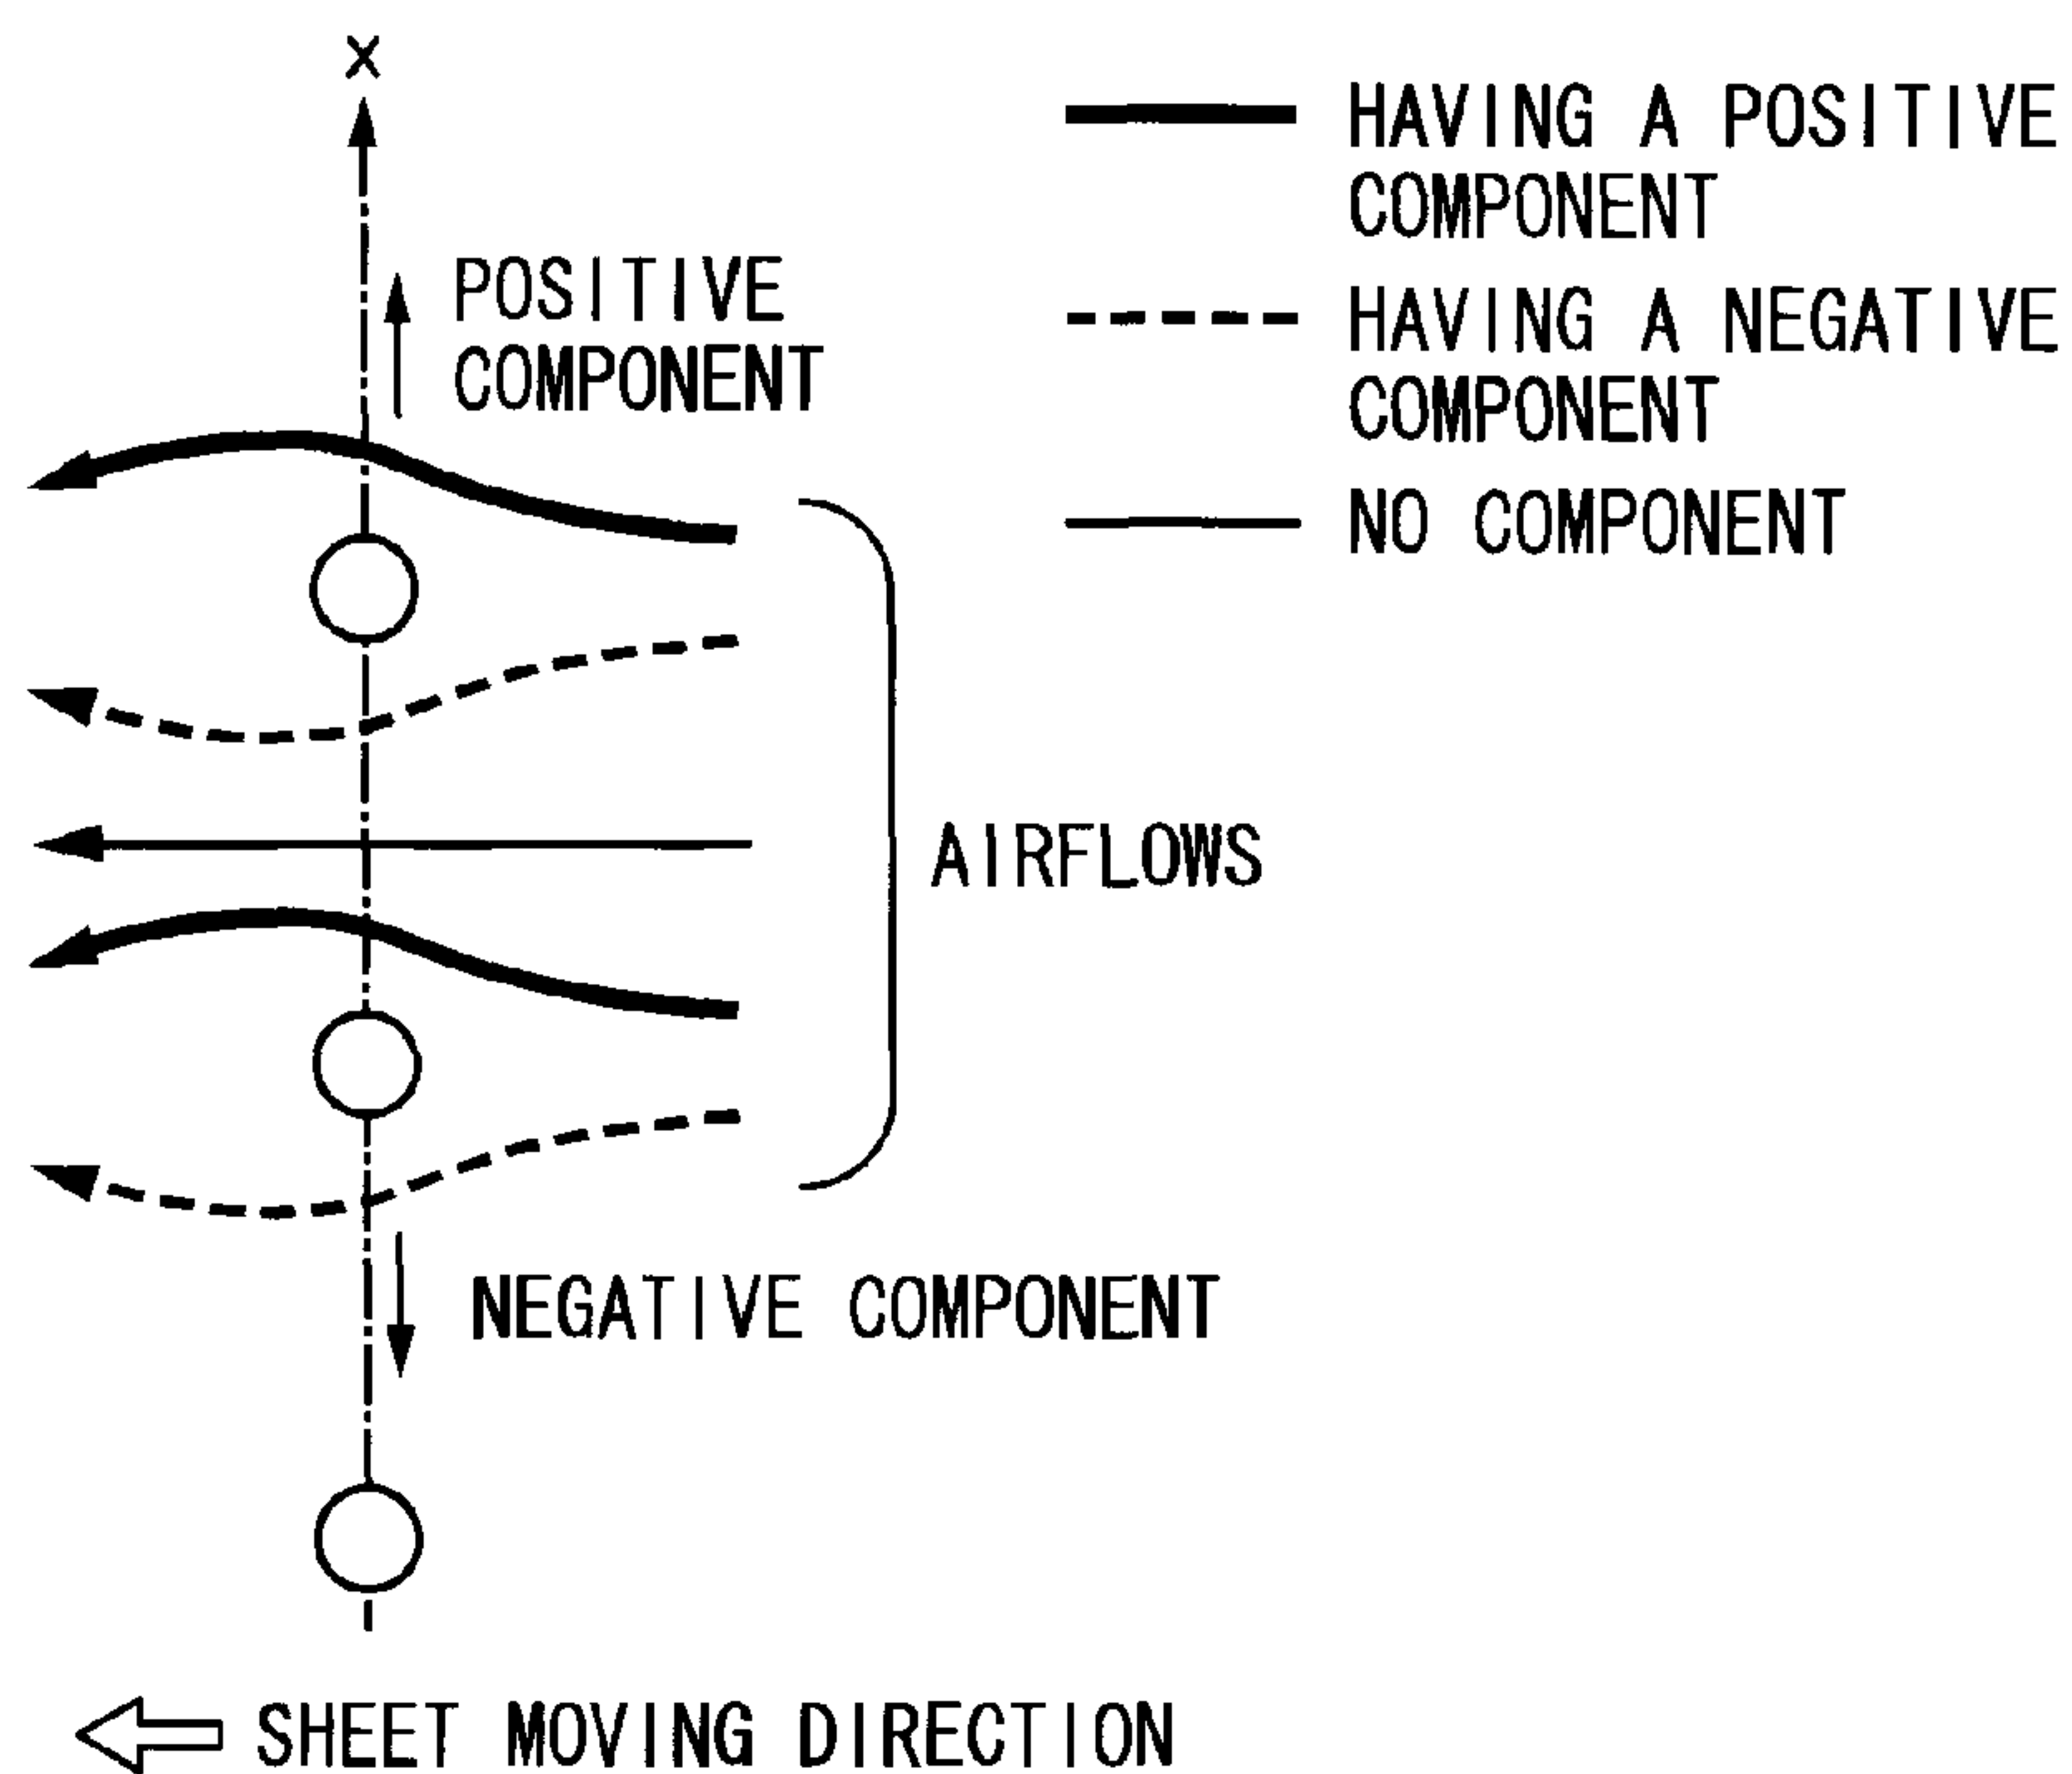 X
HAVING A POSITIVE
COMPONENT
POSITIVE
COMPONENT
HAVING A NEGATIVE
COMPONENT
NO COMPONENT
AIRFLOWS
NEGATIVE COMPONENT
SHEET MOVING DIRECTION